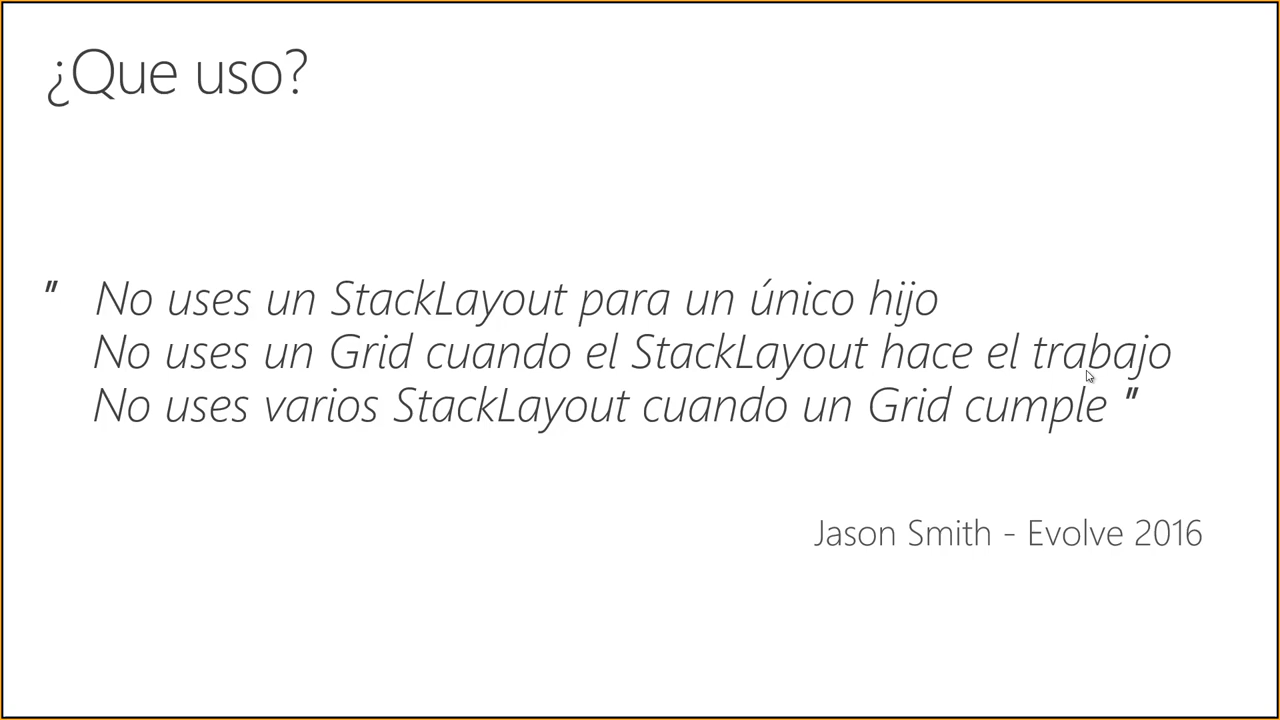 ¿Que uso?
" No uses un StackLayout para un único hijo
No uses un Grid cuando el StackLayout hace el trabajo
No uses varios StackLayout cuando un Grid cumple "
Jason Smith - Evolve 2016